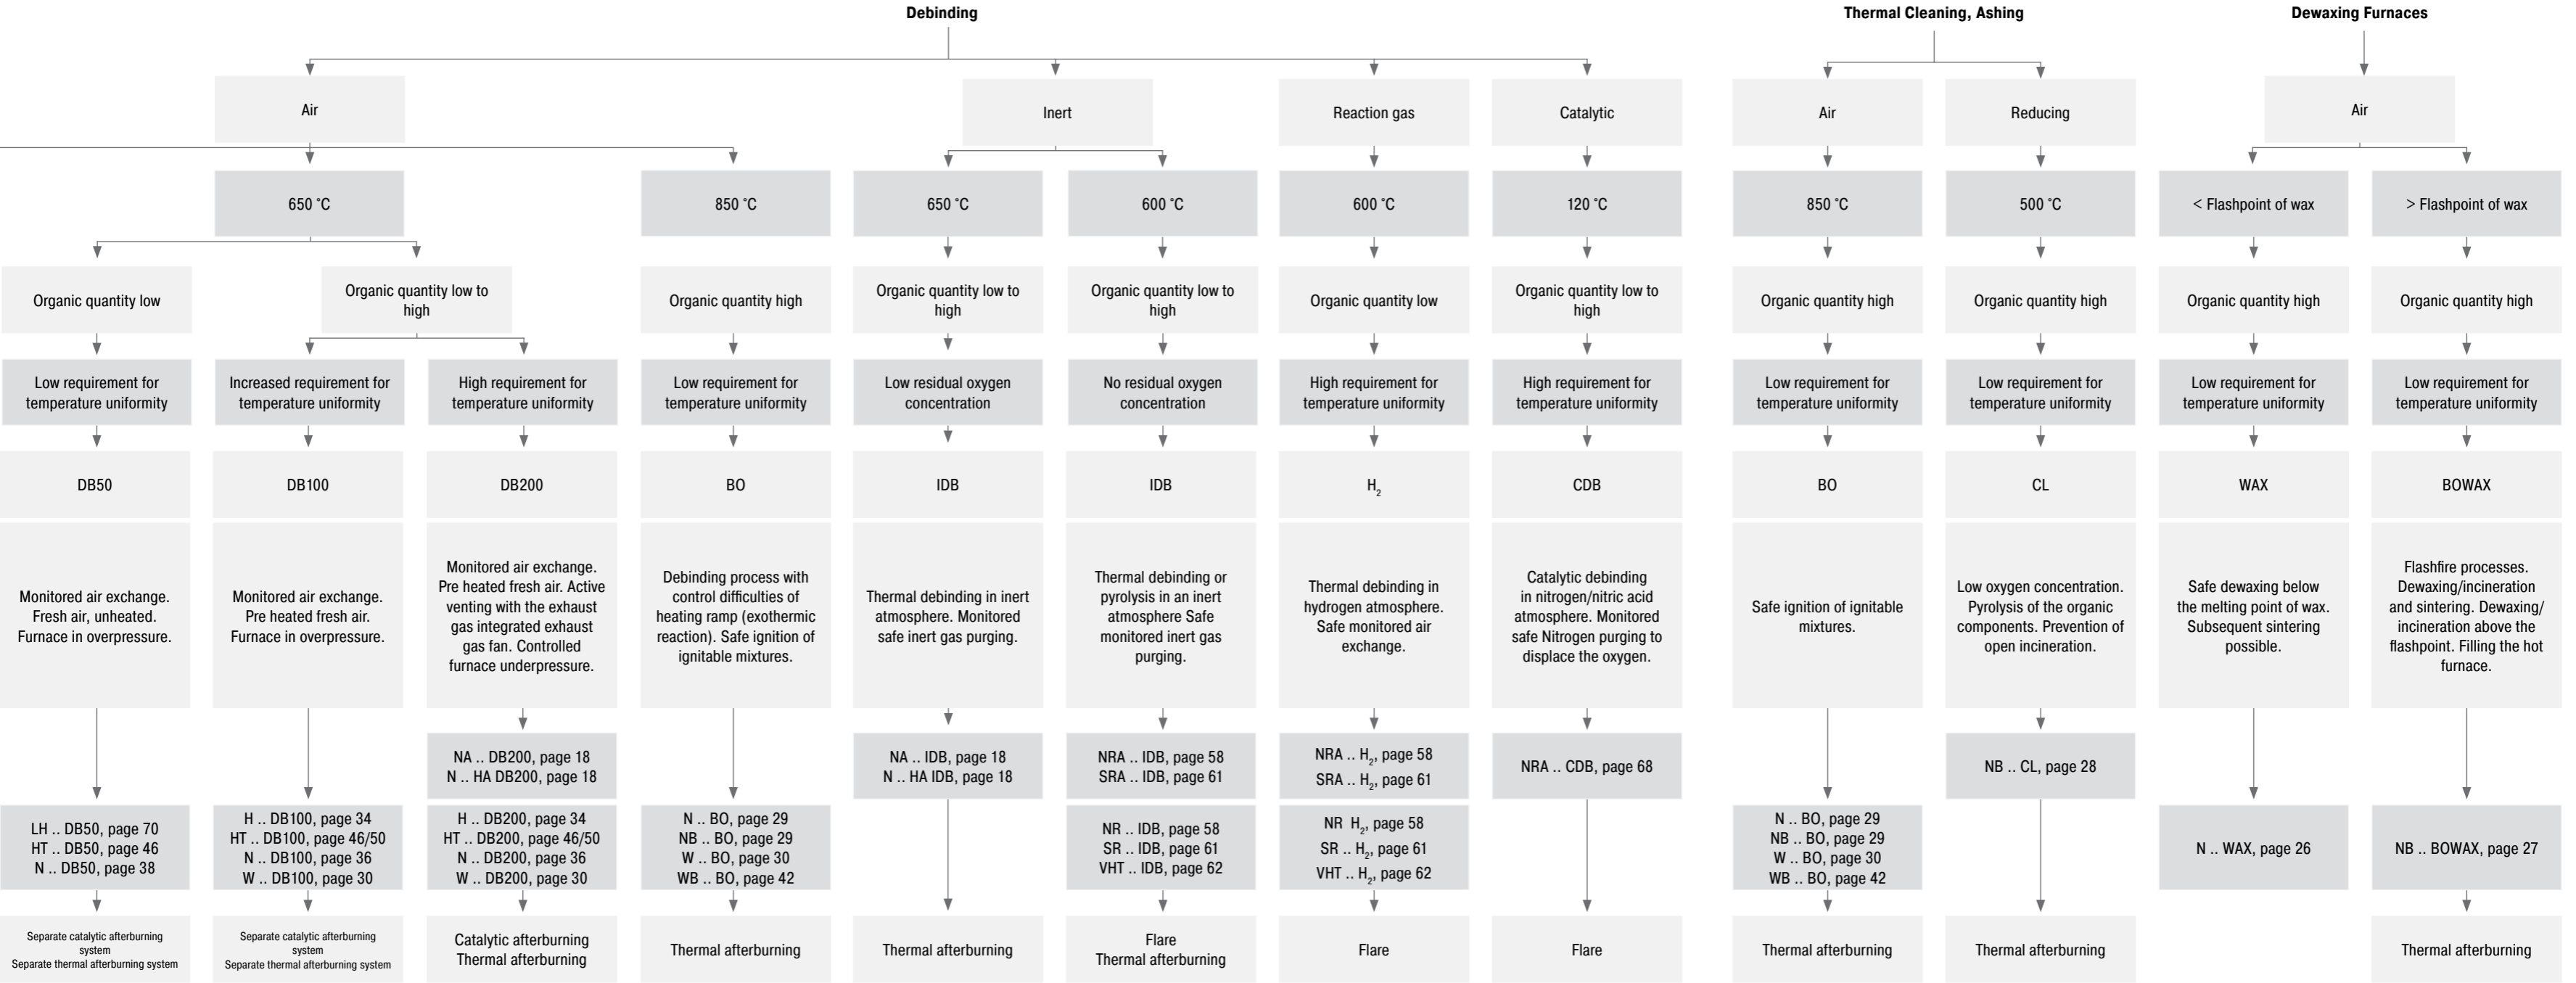 Debinding
Thermal Cleaning, Ashing
Dewaxing Furnaces
Air
Inert
Reaction gas
Catalytic
Air
Reducing
Air
650 °C
850 °C
650 °C
600 °C
600 °C
120 °C
850 °C
500 °C
< Flashpoint of wax
> Flashpoint of wax
Organic quantity low
Organic quantity low to
high
Organic quantity high
Organic quantity low to
high
Organic quantity low to
high
Organic quantity low
Organic quantity low to
high
Organic quantity high
Organic quantity high
Organic quantity high
Organic quantity high
Low requirement for
temperature uniformity
Increased requirement for
temperature uniformity
High requirement for
temperature uniformity
Low requirement for
temperature uniformity
Low residual oxygen
concentration
No residual oxygen
concentration
High requirement for
temperature uniformity
High requirement for
temperature uniformity
Low requirement for
temperature uniformity
Low requirement for
temperature uniformity
Low requirement for
temperature uniformity
Low requirement for
temperature uniformity
DB50
DB100
DB200
BO
IDB
IDB
H2
CDB
BO
CL
WAX
BOWAX
Monitored air exchange.
Fresh air, unheated.
Furnace in overpressure.
Monitored air exchange.
Pre heated fresh air.
Furnace in overpressure.
Monitored air exchange.
Pre heated fresh air. Active
venting with the exhaust
gas integrated exhaust
gas fan. Controlled
furnace underpressure.
Debinding process with
control difficulties of
heating ramp (exothermic
reaction). Safe ignition of
ignitable mixtures.
Thermal debinding in inert
atmosphere. Monitored
safe inert gas purging.
Thermal debinding or
pyrolysis in an inert
atmosphere Safe
monitored inert gas
purging.
Thermal debinding in
hydrogen atmosphere.
Safe monitored air
exchange.
Catalytic debinding
in nitrogen/nitric acid
atmosphere. Monitored
safe Nitrogen purging to
displace the oxygen.
Safe ignition of ignitable
mixtures.
Low oxygen concentration.
Pyrolysis of the organic
components. Prevention of
open incineration.
Safe dewaxing below
the melting point of wax.
Subsequent sintering
possible.
Flashfire processes.
Dewaxing/incineration
and sintering. Dewaxing/
incineration above the
flashpoint. Filling the hot
furnace.
NA .. DB200, page 18
N .. HA DB200, page 18
NA .. IDB, page 18
N .. HA IDB, page 18
NRA .. IDB, page 58
SRA .. IDB, page 61
NRA .. H2, page 58
SRA .. H2, page 61
NRA .. CDB, page 68
NB .. CL, page 28
LH .. DB50, page 70
HT .. DB50, page 46
N .. DB50, page 38
H .. DB100, page 34
HT .. DB100, page 46/50
N .. DB100, page 36
W .. DB100, page 30
H .. DB200, page 34
HT .. DB200, page 46/50
N .. DB200, page 36
W .. DB200, page 30
N .. BO, page 29
NB .. BO, page 29
W .. BO, page 30
WB .. BO, page 42
NR .. IDB, page 58
SR .. IDB, page 61
VHT .. IDB, page 62
NR H2, page 58
SR .. H2, page 61
VHT .. H2, page 62
N .. BO, page 29
NB .. BO, page 29
W .. BO, page 30
WB .. BO, page 42
N .. WAX, page 26
NB .. BOWAX, page 27
Separate catalytic afterburning
system
Separate thermal afterburning system
Separate catalytic afterburning
system
Separate thermal afterburning system
Catalytic afterburning
Thermal afterburning
Thermal afterburning
Thermal afterburning
Flare
Thermal afterburning
Flare
Flare
Thermal afterburning
Thermal afterburning
Thermal afterburning